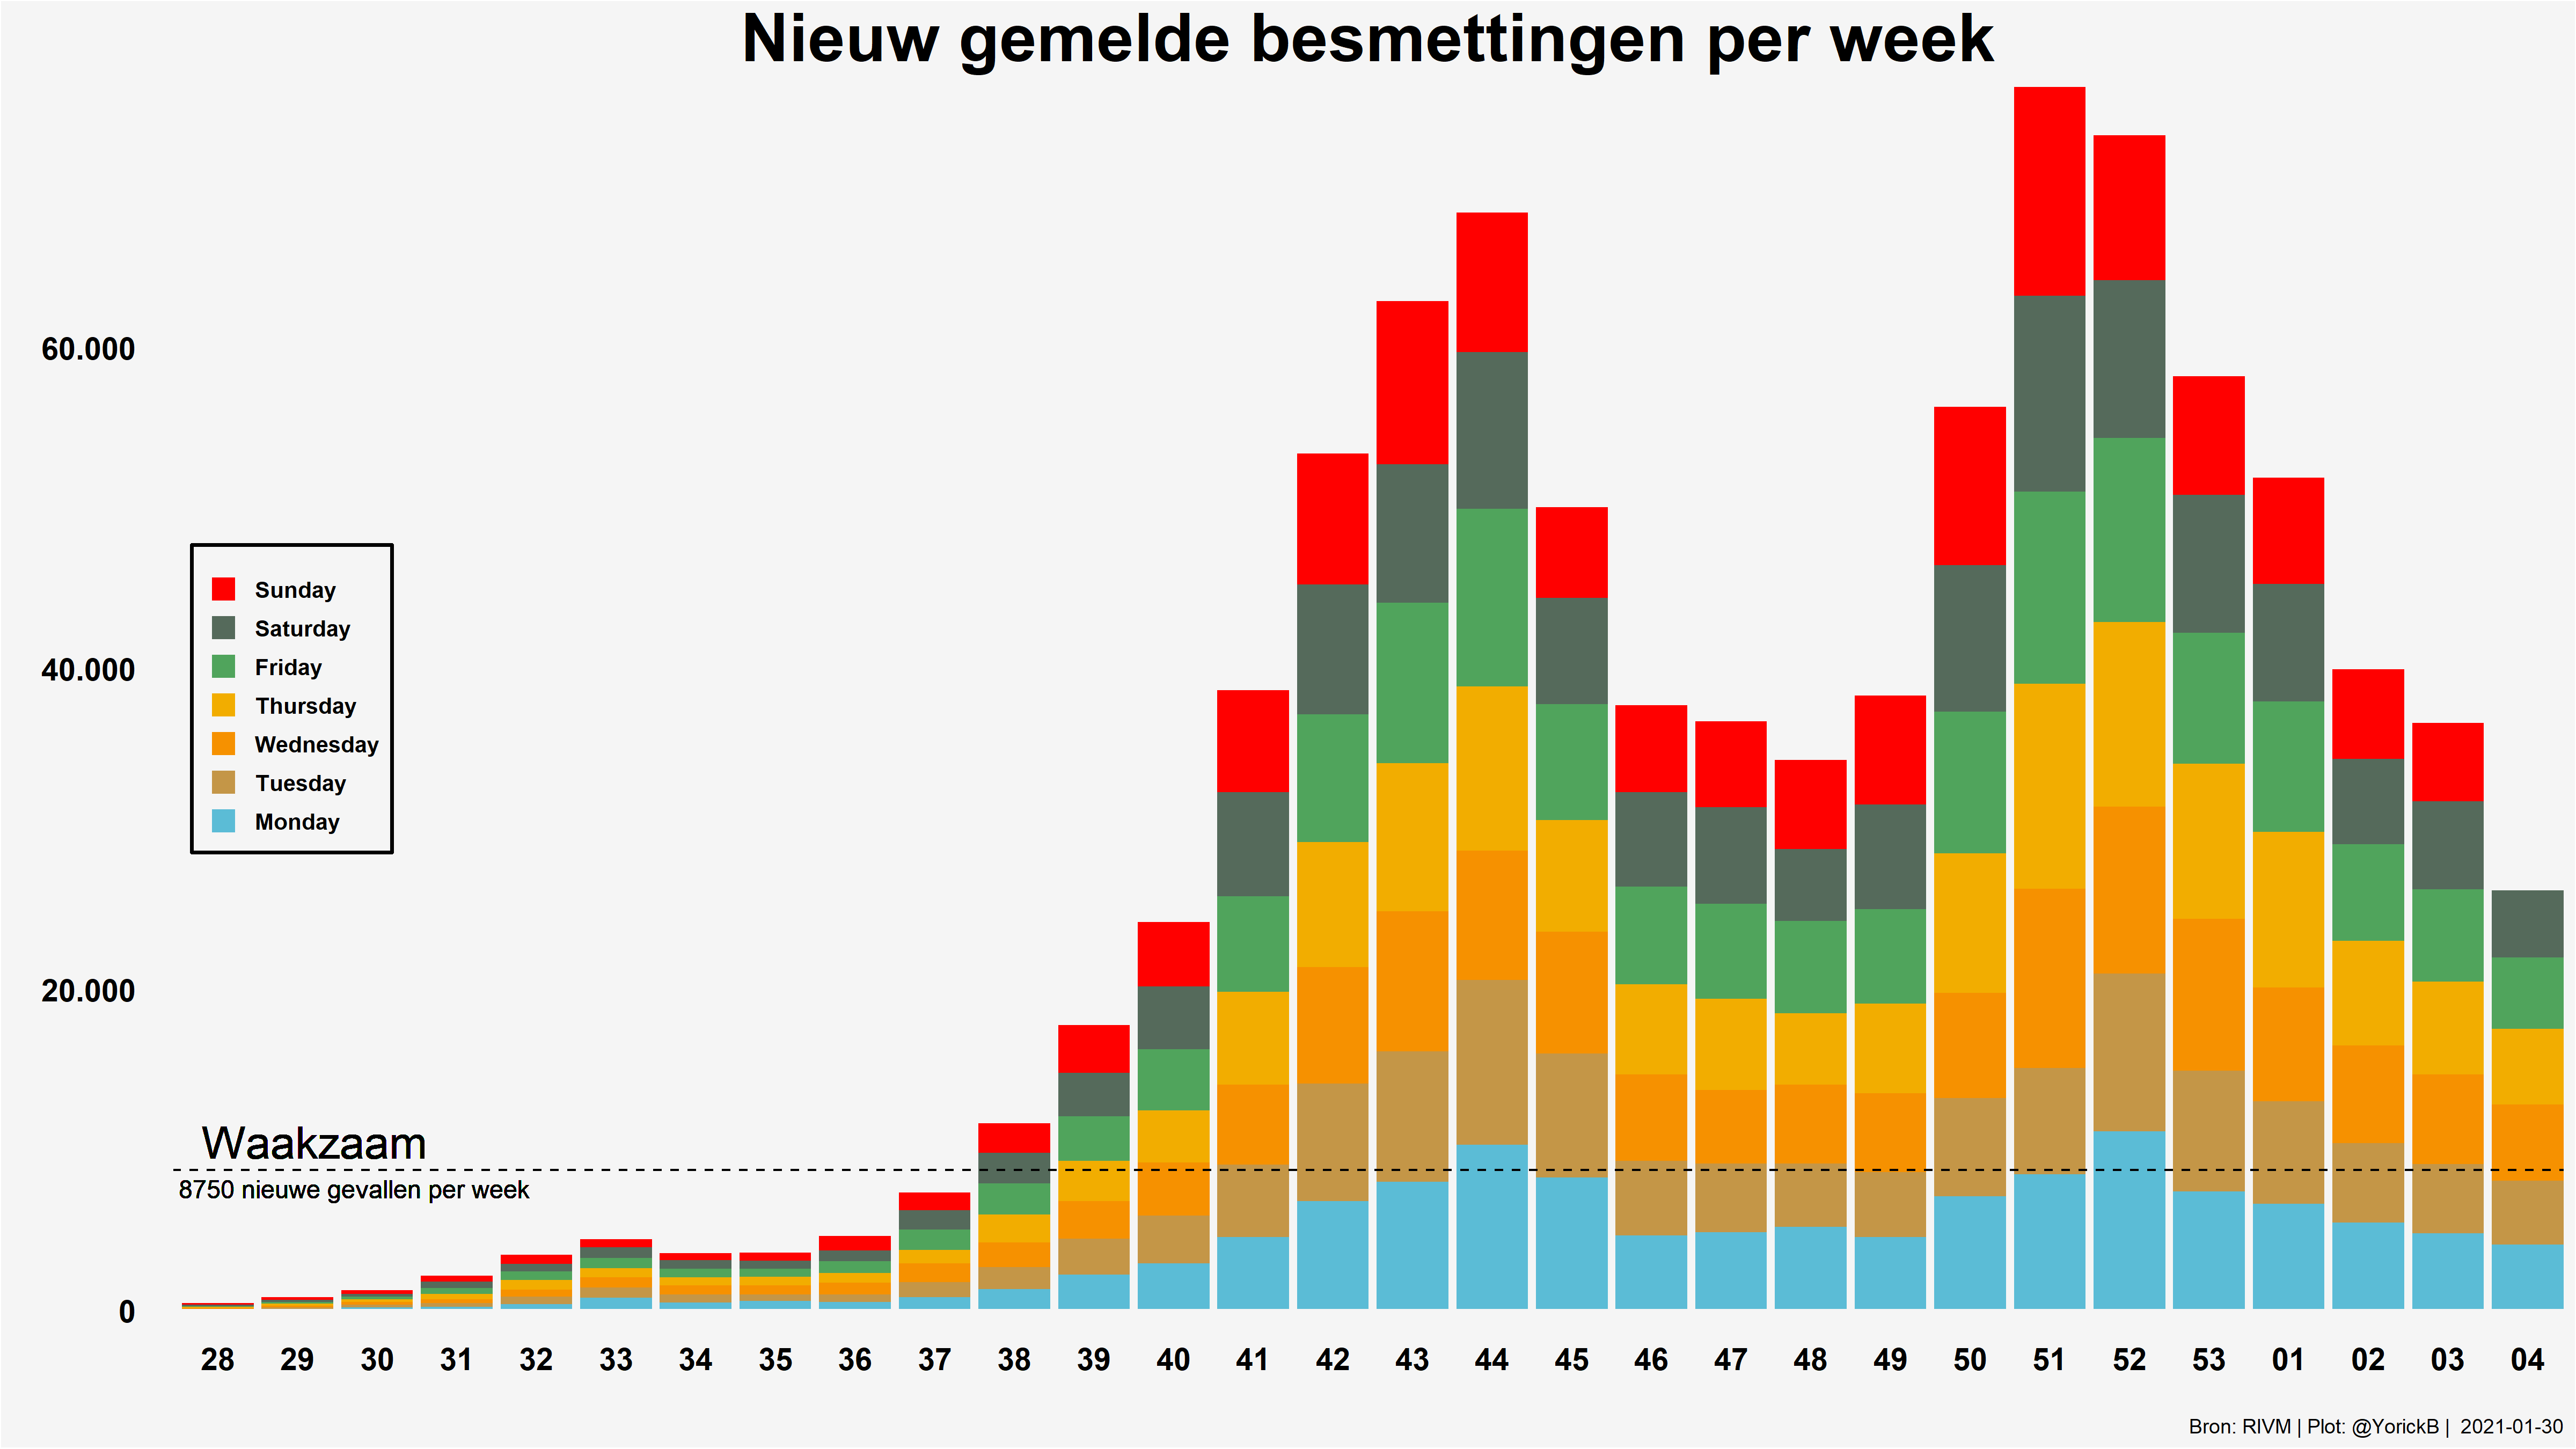 Nieuw gemelde besmettingen per week
60.000
40.000
20.000
0
Sunday
Saturday
Friday
Thursday
Wednesday
Tuesday
Monday
Waakzaam
8750 nieuwe gevallen per week
28 29 30 31 32 33 34 35 36 37 38 39 40 41 42 43 44 45 46 47 48 49 50 51 52 53 01 02 03 04
Bron: RIVM | Plot: @YorickB | 2021-01-30